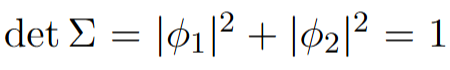 det Σ = |ϕ₁|² + |ϕ₂|² = 1